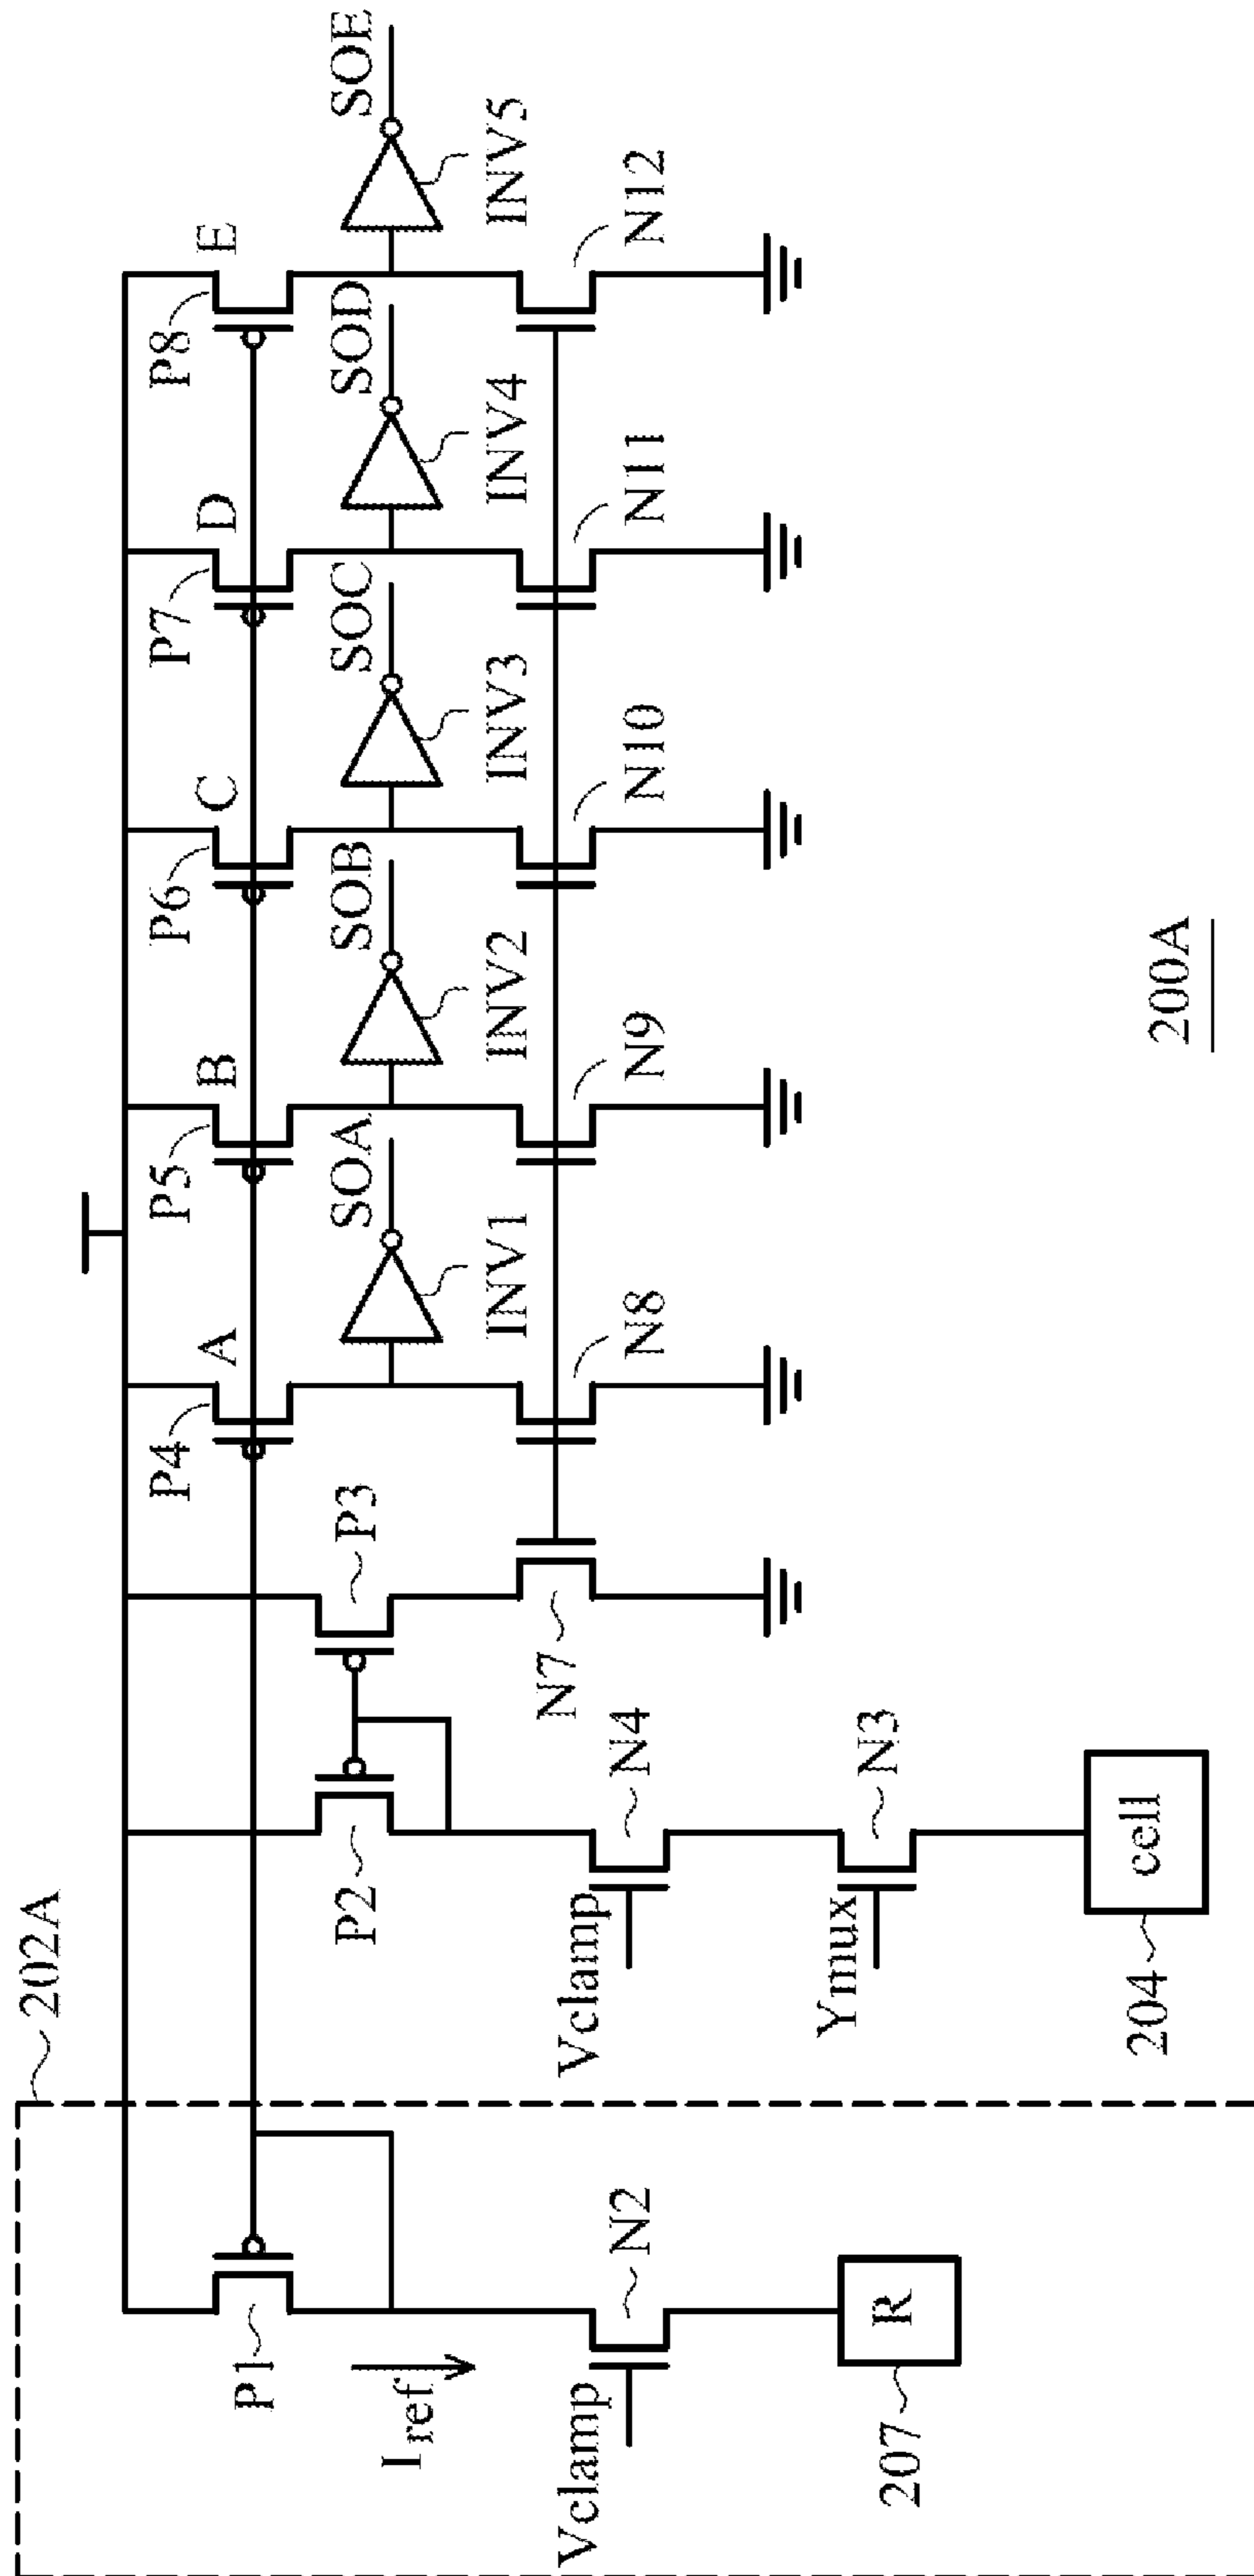 202A
P1
I ref
Vclamp
N2
R
207
P2
Vclamp
N4
Ymux
N3
cell
204
P3
N7
P4
A
SOA
INV1
N8
P5
B
SOB
INV2
N9
P6
C
SOC
INV3
N10
P7
D
SOD
INV4
N11
P8
E
SOE
INV5
N12
200A